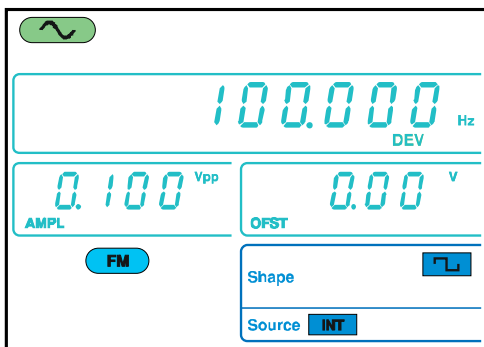 100.000 Hz
DEV
0.100 Vpp
AMPL
0.00 V
OFST
FM
Shape
Source INT